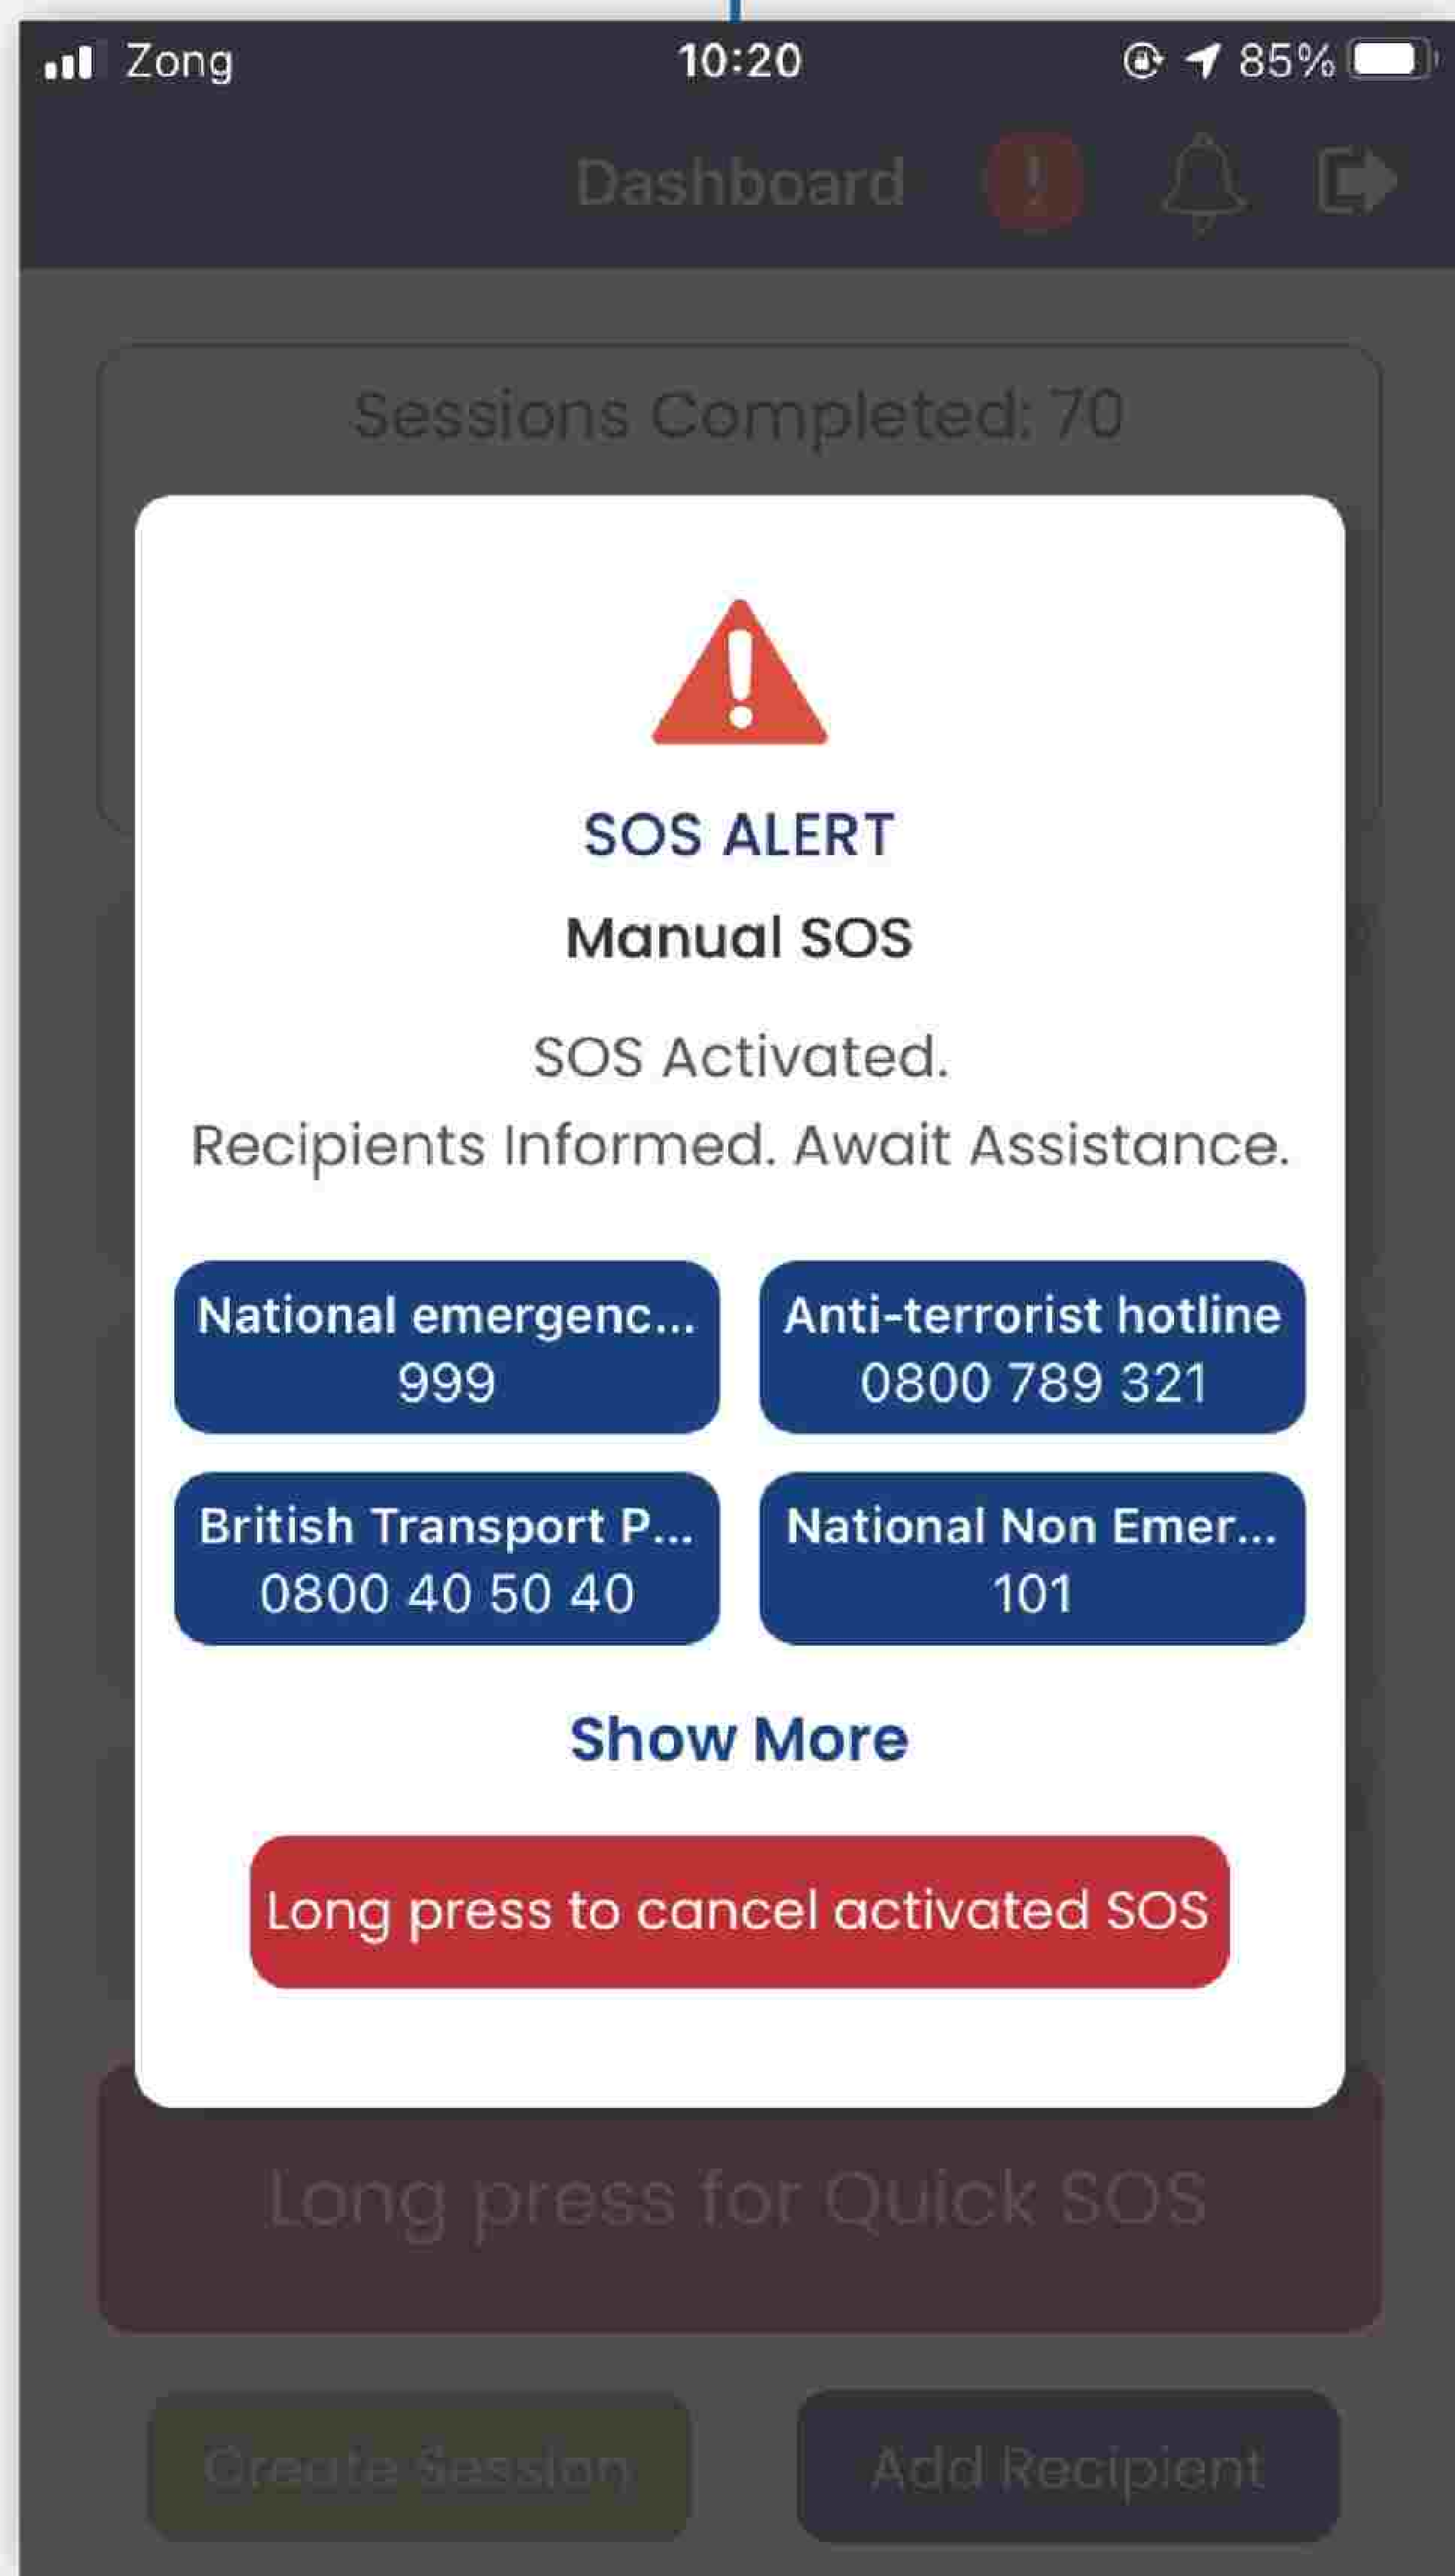 Zong
10:20
85%
Dashboard
Sessions Completed: 70
SOS ALERT
Manual SOS
SOS Activated.
Recipients Informed. Await Assistance.
National emergenc...
999
Anti-terrorist hotline
0800 789 321
British Transport P...
0800 40 50 40
National Non Emer...
101
Show More
Long press to cancel activated SOS
Long press for Quick SOS
Create Session
Add Recipient